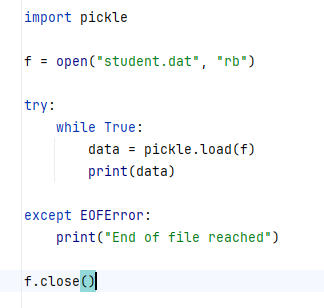 import pickle
f = open("student.dat", "rb")
try:
    while True:
        data = pickle.load(f)
        print(data)
except EOFError:
    print("End of file reached")
f.close()